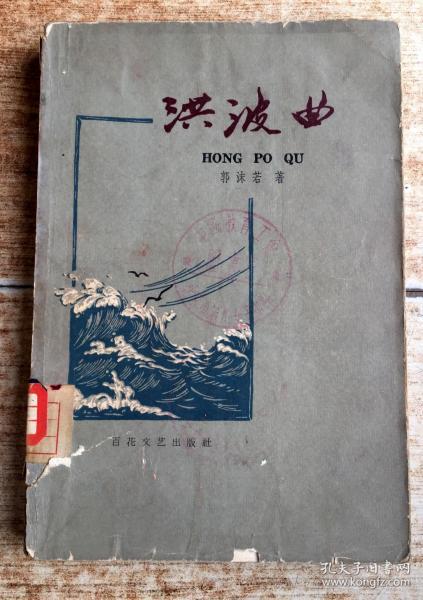 洪波曲
HONG PO QU
郭沫若 著
百花文艺出版社
孔夫子旧书网
www.kongfz.com